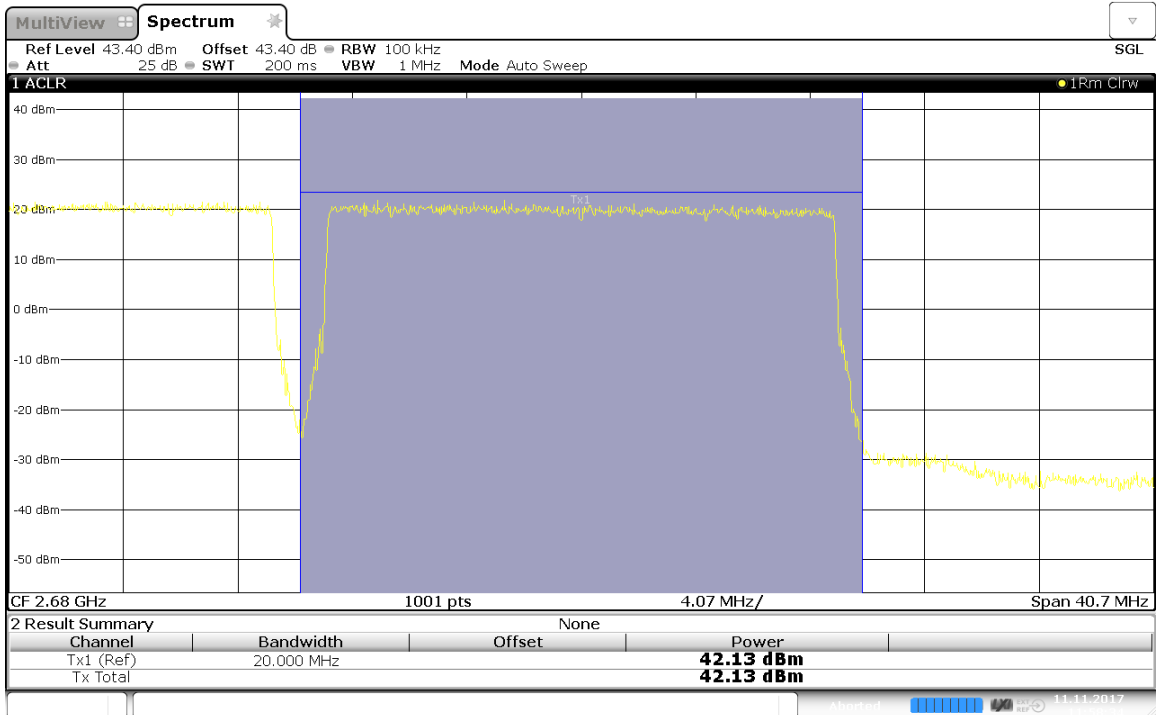 MultiView Spectrum
Ref Level 43.40 dBm Offset 43.40 dB RBW 100 kHz SGL
Att 25 dB SWT 200 ms VBW 1 MHz Mode Auto Sweep
1 ACLR 1Rm Clrw
40 dBm
30 dBm
Tx1
20 dBm
10 dBm
0 dBm
-10 dBm
-20 dBm
-30 dBm
-40 dBm
-50 dBm
CF 2.68 GHz 1001 pts 4.07 MHz/ Span 40.7 MHz
2 Result Summary None
Channel Bandwidth Offset Power
Tx1 (Ref) 20.000 MHz 42.13 dBm
Tx Total 42.13 dBm
Aborted 11.11.2017